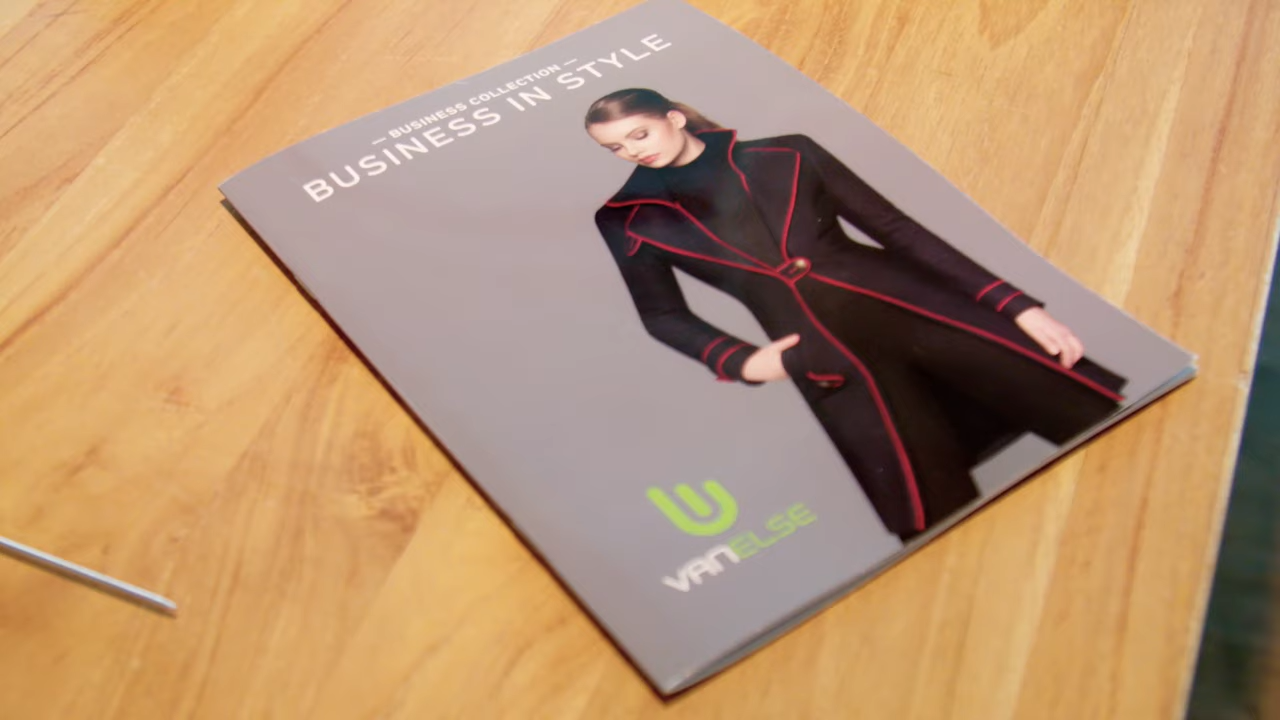 — BUSINESS COLLECTION —
BUSINESS IN STYLE
VANELSE